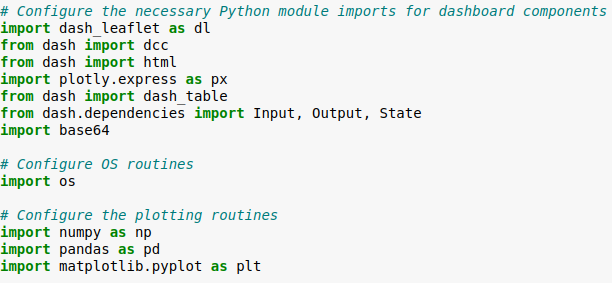 # Configure the necessary Python module imports for dashboard components
import dash_leaflet as dl
from dash import dcc
from dash import html
import plotly.express as px
from dash import dash_table
from dash.dependencies import Input, Output, State
import base64

# Configure OS routines
import os

# Configure the plotting routines
import numpy as np
import pandas as pd
import matplotlib.pyplot as plt